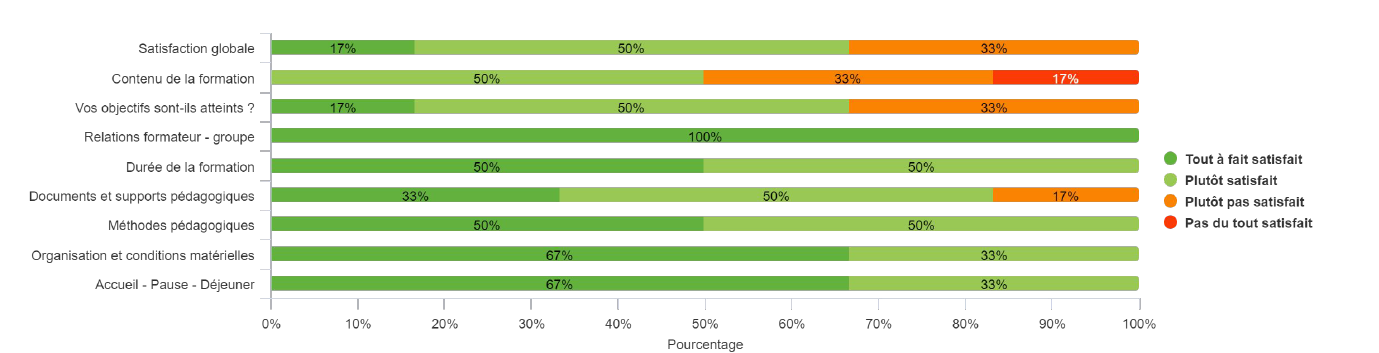 Satisfaction globale 17% 50% 33%
Contenu de la formation 50% 33% 17%
Vos objectifs sont-ils atteints ? 17% 50% 33%
Relations formateur - groupe 100%
Durée de la formation 50% 50%
Documents et supports pédagogiques 33% 50% 17%
Méthodes pédagogiques 50% 50%
Organisation et conditions matérielles 67% 33%
Accueil - Pause - Déjeuner 67% 33%
0% 10% 20% 30% 40% 50% 60% 70% 80% 90% 100%
Pourcentage
Tout à fait satisfait
Plutôt satisfait
Plutôt pas satisfait
Pas du tout satisfait